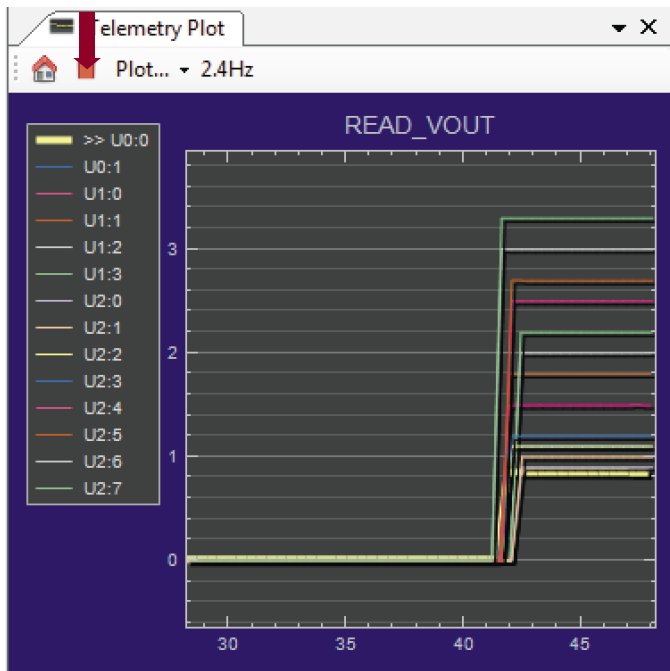 Telemetry Plot
Plot... 2.4Hz
READ_VOUT
>> U0:0
U0:1
U1:0
U1:1
U1:2
U1:3
U2:0
U2:1
U2:2
U2:3
U2:4
U2:5
U2:6
U2:7
3
2
1
0
30 35 40 45